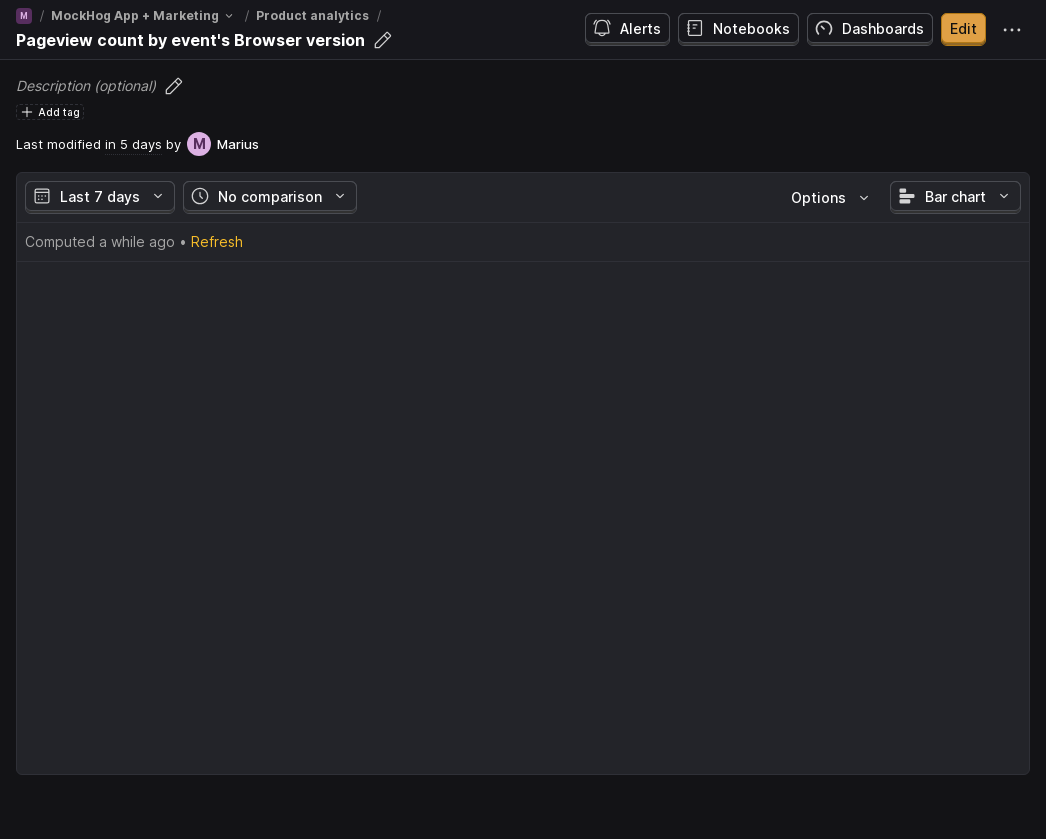 M / MockHog App + Marketing / Product analytics /
Pageview count by event's Browser version
Alerts Notebooks Dashboards Edit
Description (optional)
Add tag
Last modified in 5 days by M Marius
Last 7 days No comparison Options Bar chart
Computed a while ago • Refresh